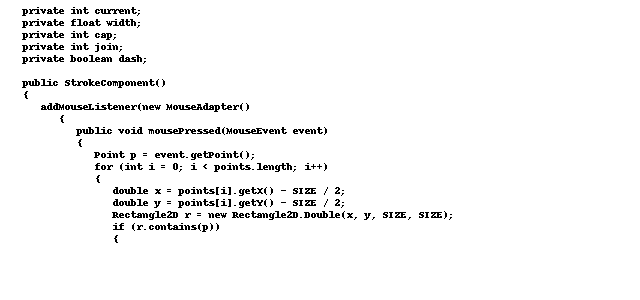 private int current;
private float width;
private int cap;
private int join;
private boolean dash;
public StrokeComponent()
{
addMouseListener(new MouseAdapter()
{
public void mousePressed(MouseEvent event)
{
Point p = event.getPoint();
for (int i = 0; i < points.length; i++)
{
double x = points[i].getX() - SIZE / 2;
double y = points[i].getY() - SIZE / 2;
Rectangle2D r = new Rectangle2D.Double(x, y, SIZE, SIZE);
if (r.contains(p))
{